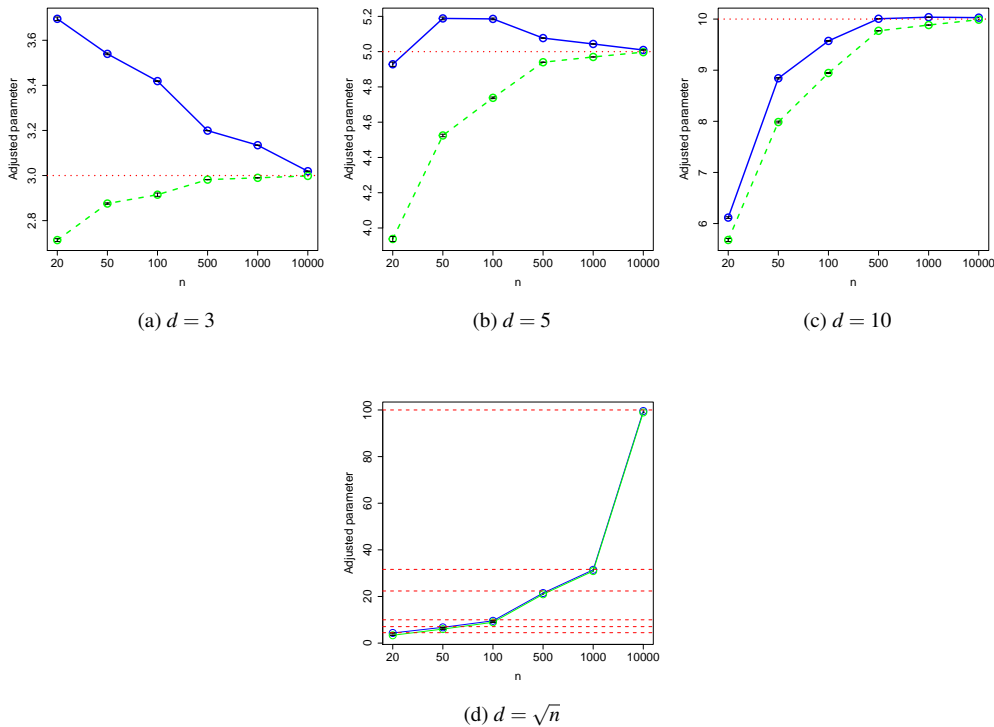 Adjusted parameter
2.8 3.0 3.2 3.4 3.6
20 50 100 500 1000 10000
n
(a) d = 3
Adjusted parameter
4.0 4.2 4.4 4.6 4.8 5.0 5.2
20 50 100 500 1000 10000
n
(b) d = 5
Adjusted parameter
6 7 8 9 10
20 50 100 500 1000 10000
n
(c) d = 10
Adjusted parameter
0 20 40 60 80 100
20 50 100 500 1000 10000
n
(d) d = √n